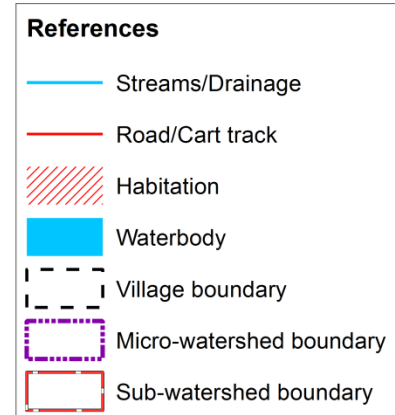 References
Streams/Drainage
Road/Cart track
Habitation
Waterbody
Village boundary
Micro-watershed boundary
Sub-watershed boundary